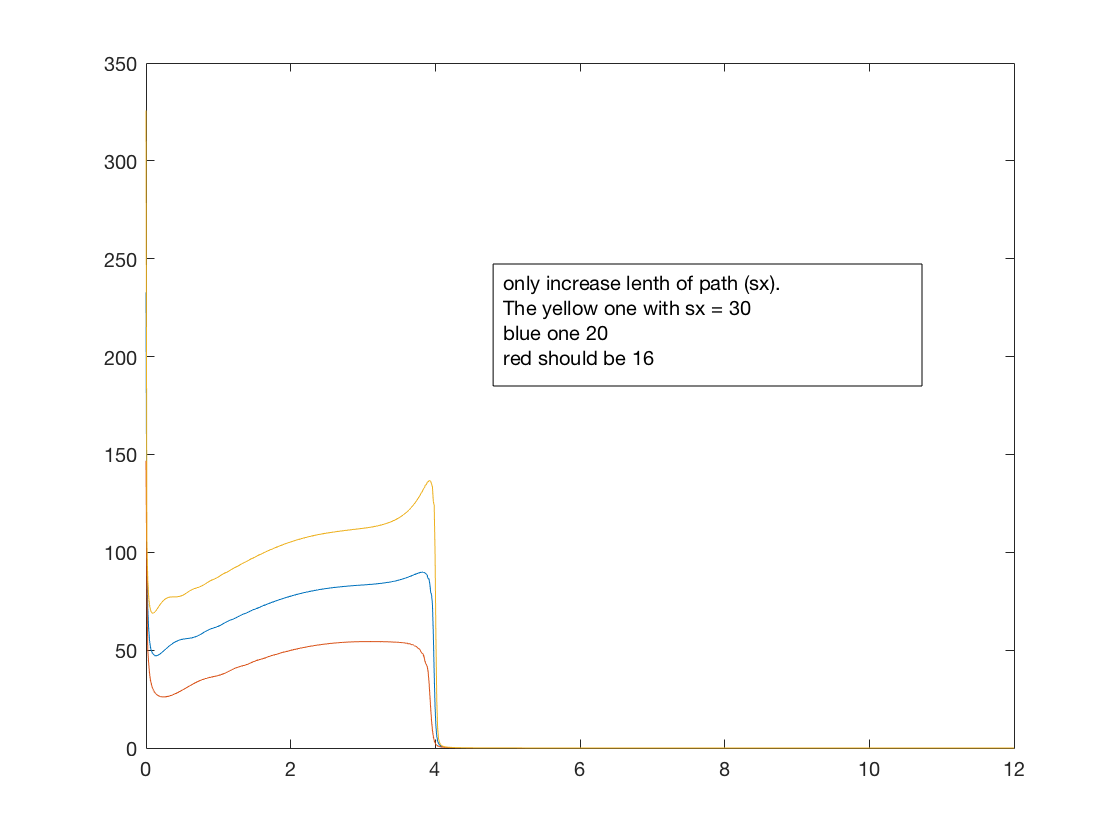 350
300
250
200
150
100
50
0
only increase lenth of path (sx).
The yellow one with sx = 30
blue one 20
red should be 16
0 2 4 6 8 10 12